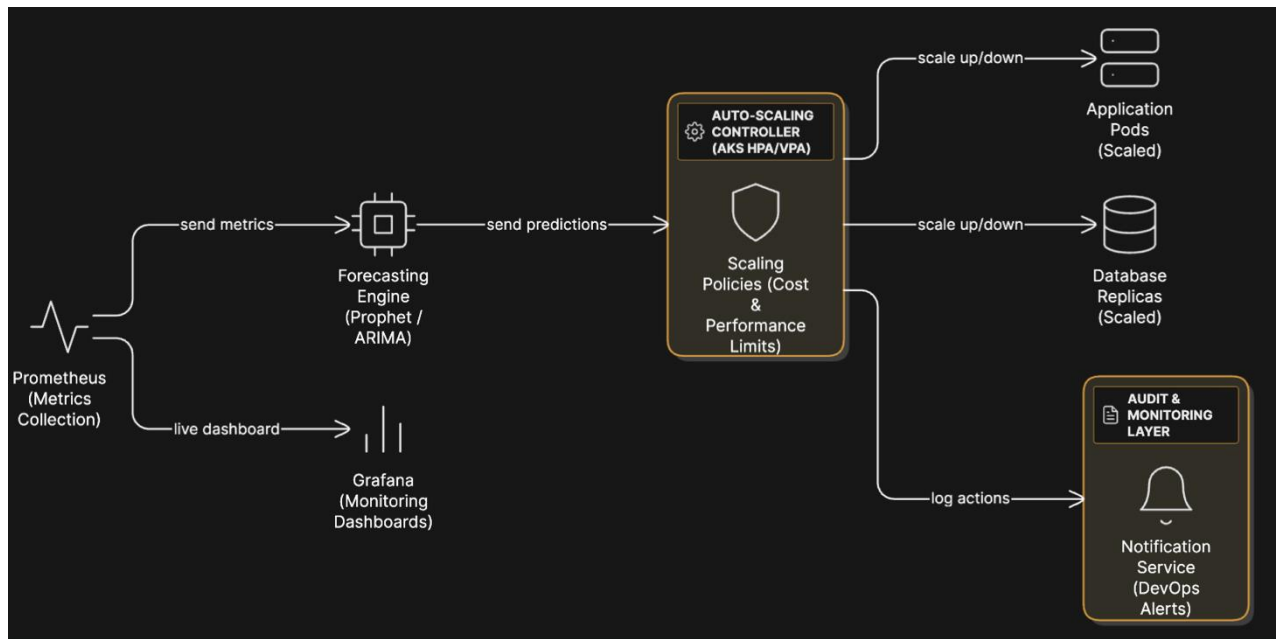 scale up/down
Application
Pods
(Scaled)
AUTO-SCALING
CONTROLLER
(AKS HPA/VPA)
Scaling
Policies (Cost
&
Performance
Limits)
send metrics
Forecasting
Engine
(Prophet /
ARIMA)
send predictions
scale up/down
Database
Replicas
(Scaled)
Prometheus
(Metrics
Collection)
live dashboard
Grafana
(Monitoring
Dashboards)
log actions
AUDIT &
MONITORING
LAYER
Notification
Service
(DevOps
Alerts)